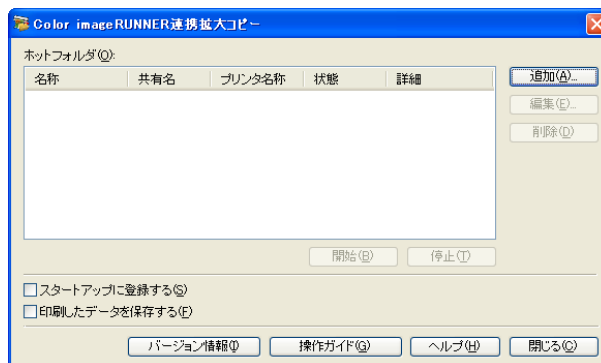 Color imageRUNNER連携拡大コピー
ホットフォルダ(O):
名称 共有名 プリンタ名称 状態 詳細
追加(A)...
編集(E)...
削除(D)
開始(B) 停止(T)
スタートアップに登録する(S)
印刷したデータを保存する(F)
バージョン情報(I) 操作ガイド(G) ヘルプ(H) 閉じる(C)